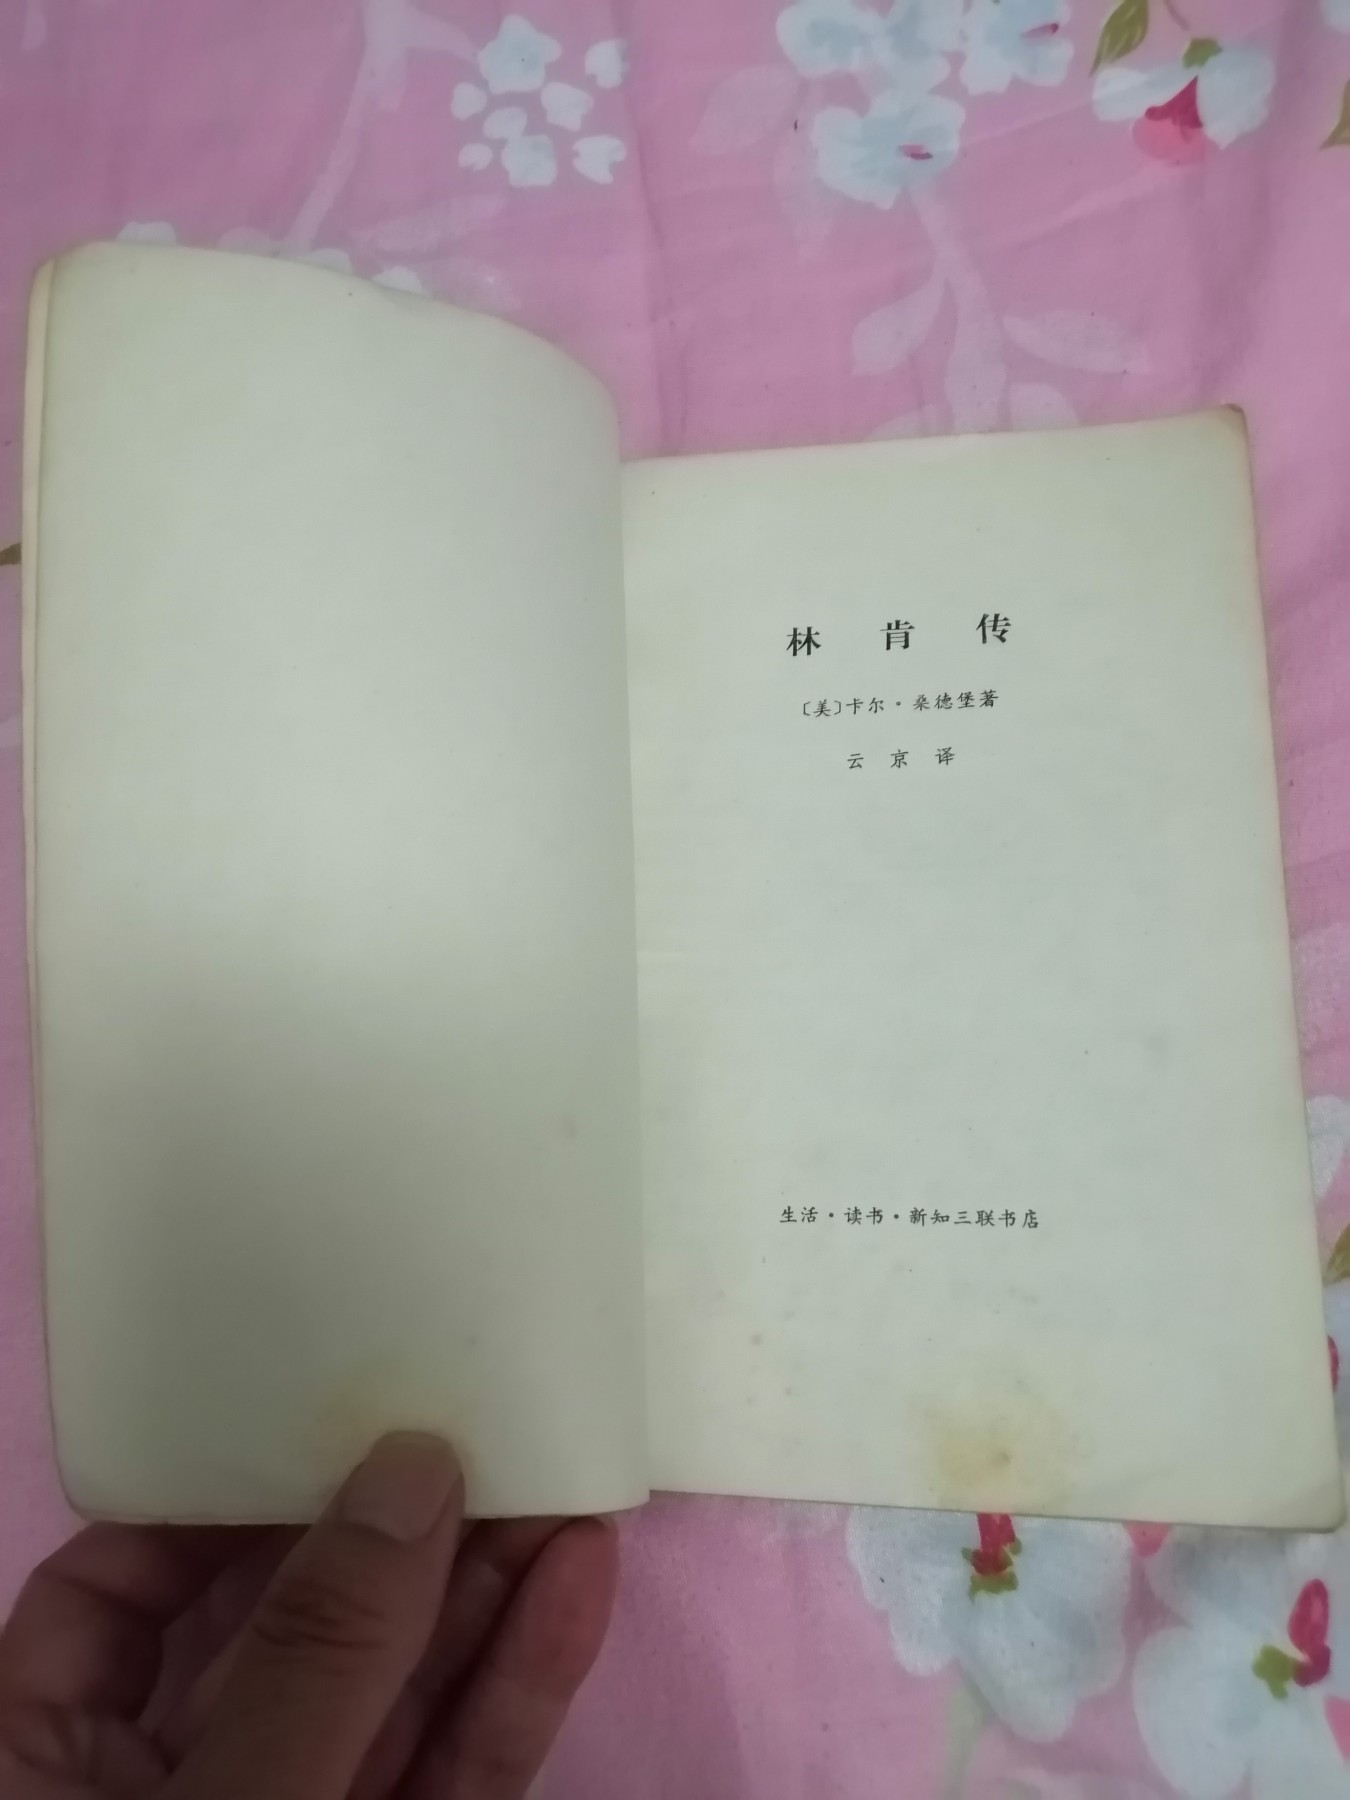 林肯传
〔美〕卡尔·桑德堡著
云京译
生活·读书·新知三联书店